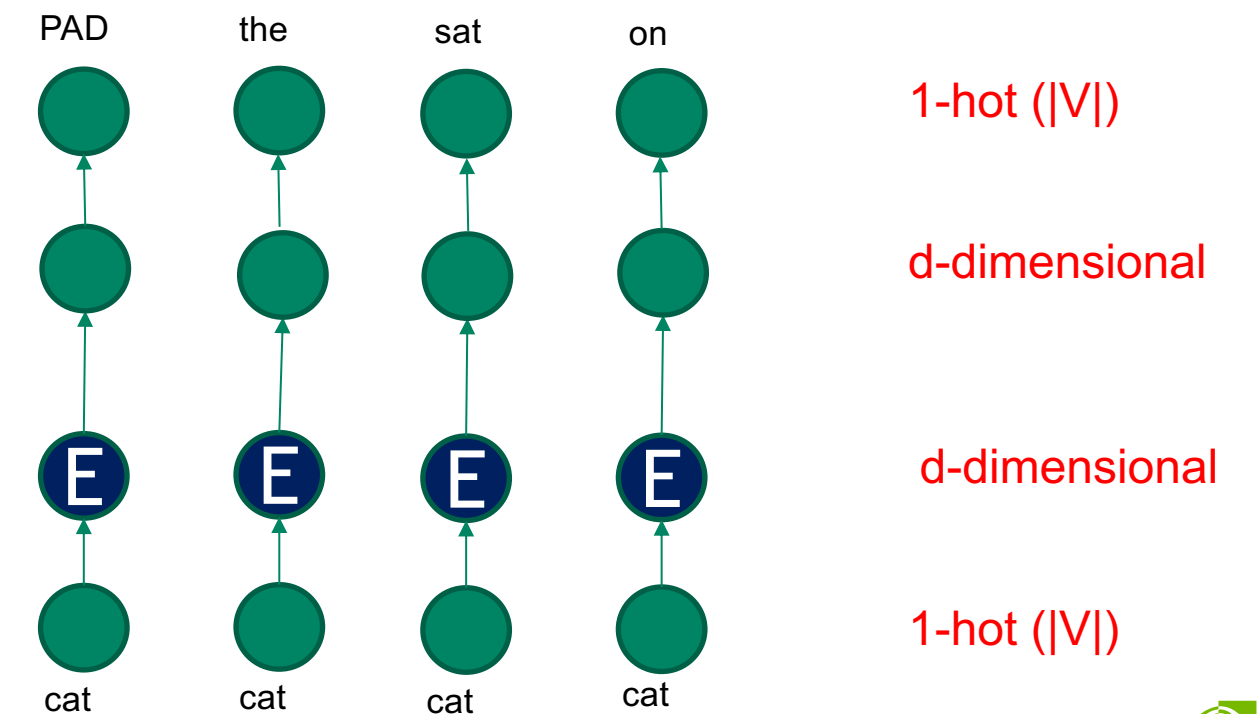 PAD the sat on
1-hot (|V|)
d-dimensional
E E E E
d-dimensional
1-hot (|V|)
cat cat cat cat